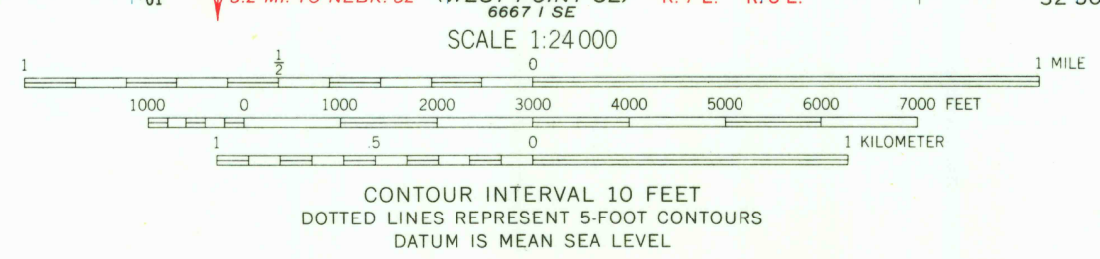 6667 I SE
SCALE 1:24 000
1 1/2 0 1 MILE
1000 0 1000 2000 3000 4000 5000 6000 7000 FEET
1 .5 0 1 KILOMETER
CONTOUR INTERVAL 10 FEET
DOTTED LINES REPRESENT 5-FOOT CONTOURS
DATUM IS MEAN SEA LEVEL